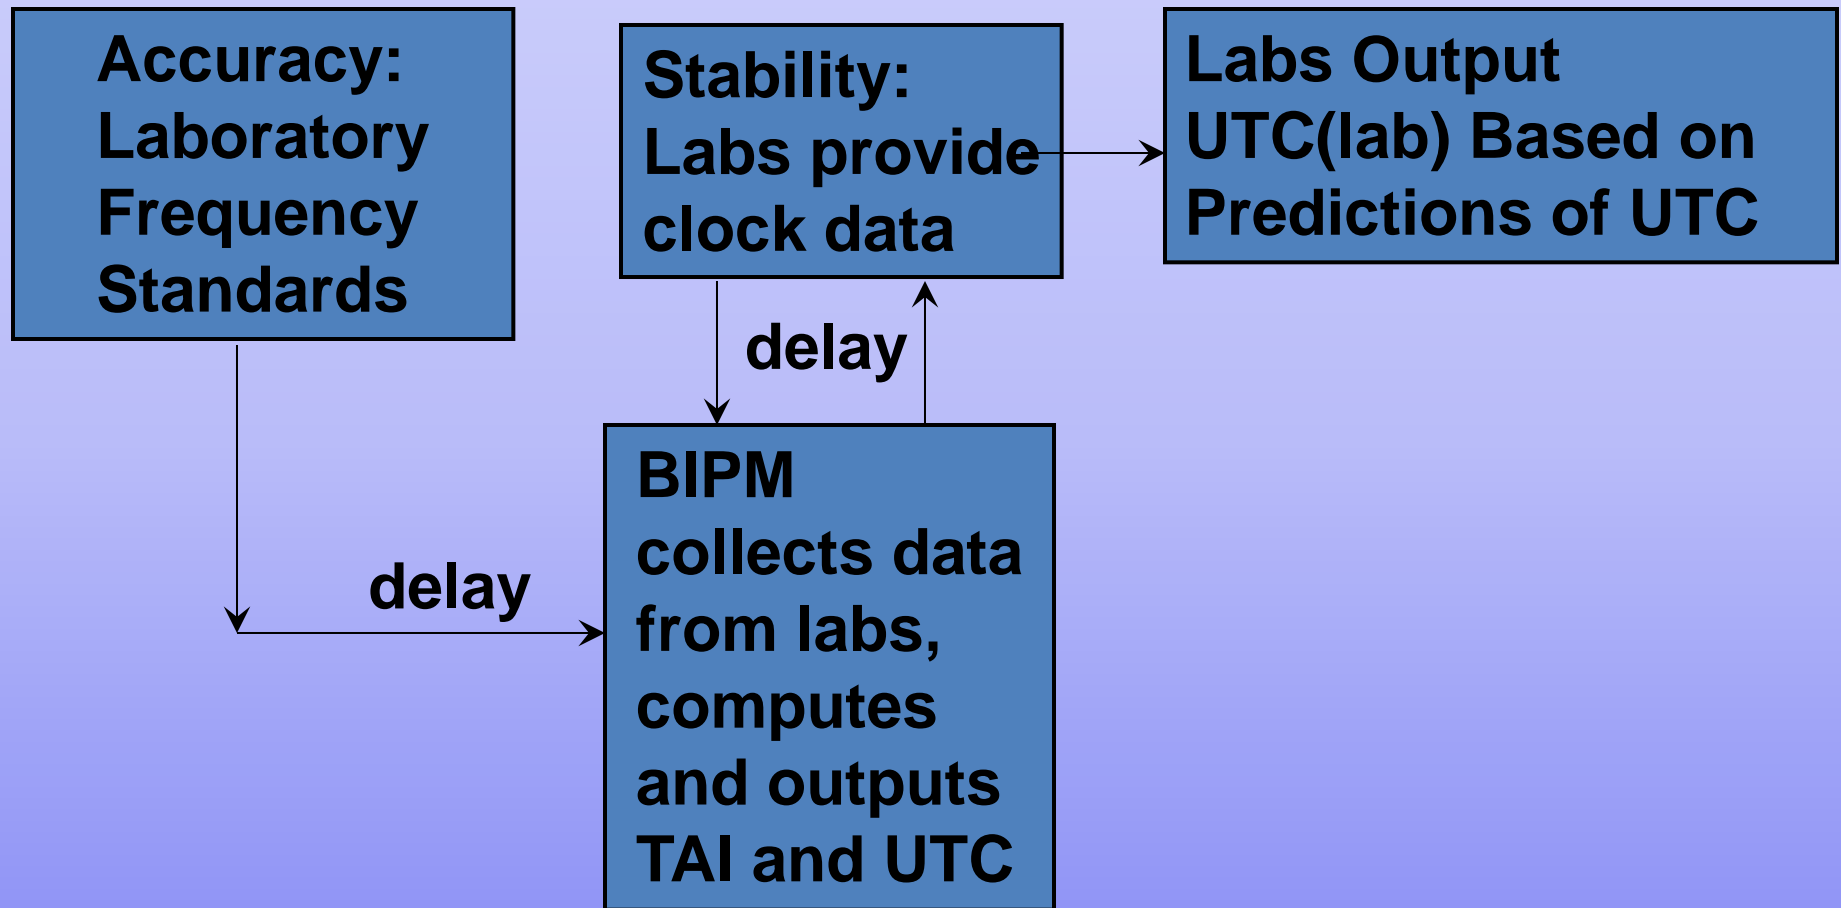 Accuracy:
Laboratory
Frequency
Standards
Stability:
Labs provide
clock data
Labs Output
UTC(lab) Based on
Predictions of UTC
delay
delay
BIPM
collects data
from labs,
computes
and outputs
TAI and UTC